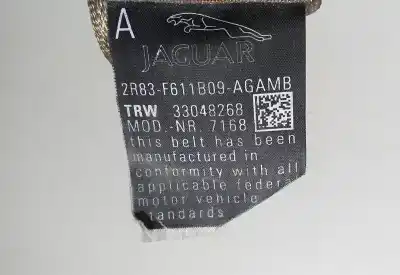 A
JAGUAR
2R83-F611B09-AGAMB
TRW 33048268
MOD.-NR. 7168
this belt has been
manufactured in
conformity with all
applicable federal
motor vehicle
standards